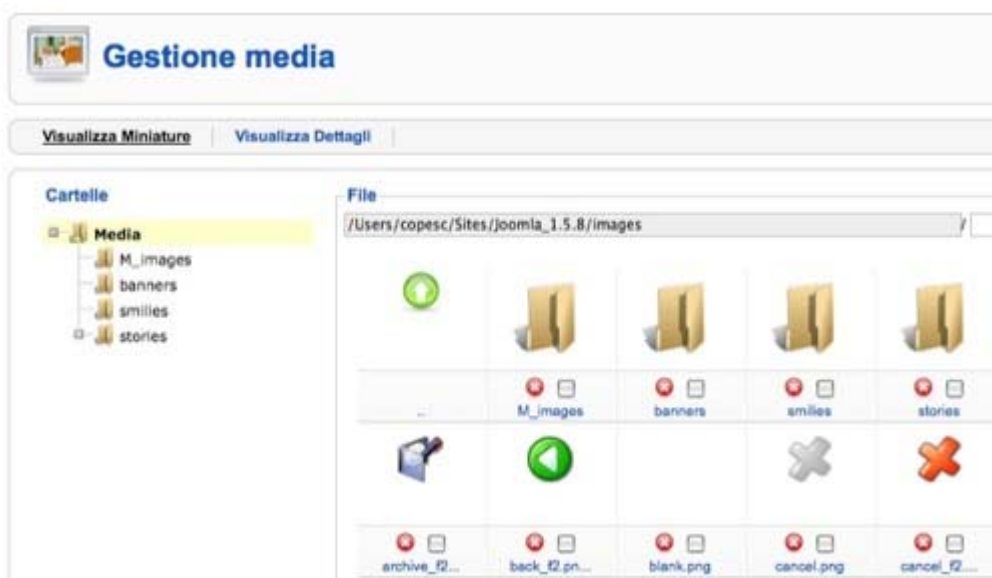 Gestione media
Visualizza Miniature Visualizza Dettagli
Cartelle
Media
M_images
banners
smilies
stories
File
/Users/copesc/Sites/Joomla_1.5.8/images /
..
M_images banners smilies stories
archive_f2... back_f2.pn... blank.png cancel.png cancel_f2....